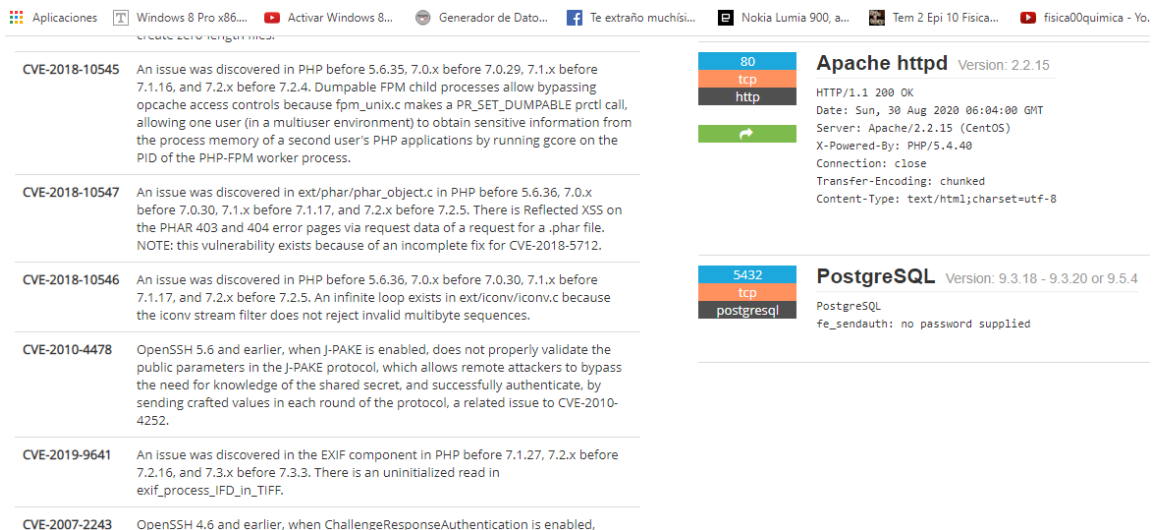 Aplicaciones
Windows 8 Pro x86....
Activar Windows 8...
Generador de Dato...
Te extraño muchísi...
Nokia Lumia 900, a...
Tem 2 Epi 10 Fisica...
fisica00quimica - Yo.
create zero-length files.
CVE-2018-10545
An issue was discovered in PHP before 5.6.35, 7.0.x before 7.0.29, 7.1.x before
7.1.16, and 7.2.x before 7.2.4. Dumpable FPM child processes allow bypassing
opcache access controls because fpm_unix.c makes a PR_SET_DUMPABLE prctl call,
allowing one user (in a multiuser environment) to obtain sensitive information from
the process memory of a second user's PHP applications by running gcore on the
PID of the PHP-FPM worker process.
CVE-2018-10547
An issue was discovered in ext/phar/phar_object.c in PHP before 5.6.36, 7.0.x
before 7.0.30, 7.1.x before 7.1.17, and 7.2.x before 7.2.5. There is Reflected XSS on
the PHAR 403 and 404 error pages via request data of a request for a .phar file.
NOTE: this vulnerability exists because of an incomplete fix for CVE-2018-5712.
CVE-2018-10546
An issue was discovered in PHP before 5.6.36, 7.0.x before 7.0.30, 7.1.x before
7.1.17, and 7.2.x before 7.2.5. An infinite loop exists in ext/iconv/iconv.c because
the iconv stream filter does not reject invalid multibyte sequences.
CVE-2010-4478
OpenSSH 5.6 and earlier, when J-PAKE is enabled, does not properly validate the
public parameters in the J-PAKE protocol, which allows remote attackers to bypass
the need for knowledge of the shared secret, and successfully authenticate, by
sending crafted values in each round of the protocol, a related issue to CVE-2010-
4252.
CVE-2019-9641
An issue was discovered in the EXIF component in PHP before 7.1.27, 7.2.x before
7.2.16, and 7.3.x before 7.3.3. There is an uninitialized read in
exif_process_IFD_in_TIFF.
CVE-2007-2243
OpenSSH 4.6 and earlier, when ChallengeResponseAuthentication is enabled,
80
tcp
http
Apache httpd Version: 2.2.15
HTTP/1.1 200 OK
Date: Sun, 30 Aug 2020 06:04:00 GMT
Server: Apache/2.2.15 (CentOS)
X-Powered-By: PHP/5.4.40
Connection: close
Transfer-Encoding: chunked
Content-Type: text/html;charset=utf-8
5432
tcp
postgresql
PostgreSQL Version: 9.3.18 - 9.3.20 or 9.5.4
PostgreSQL
fe_sendauth: no password supplied